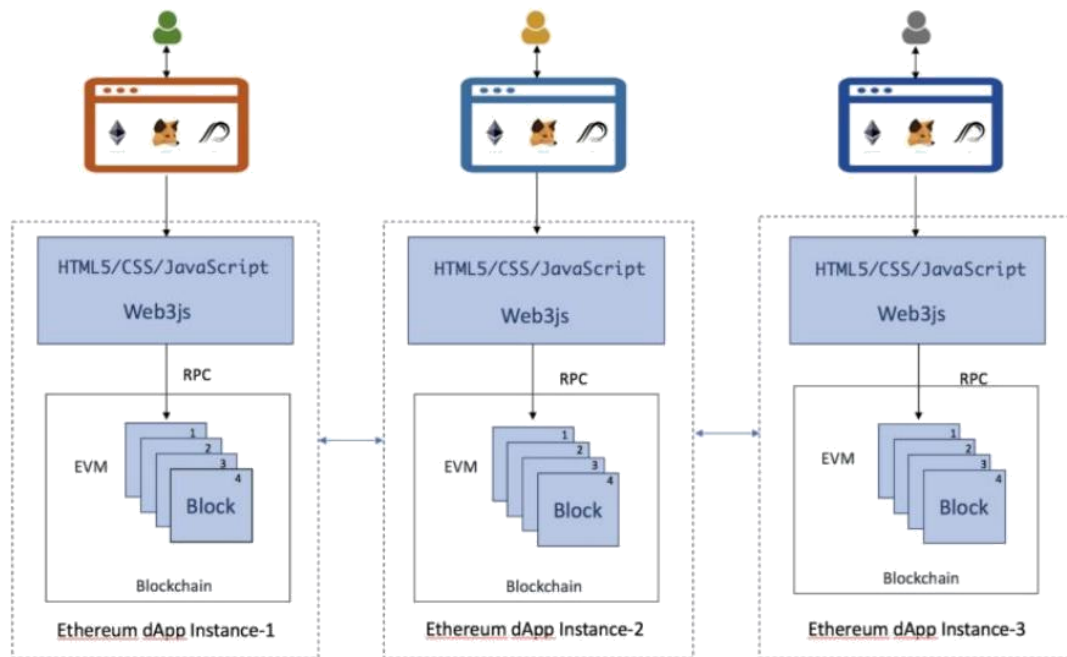 HTML5/CSS/JavaScript
Web3js
RPC
EVM
1
2
3
4
Block
Blockchain
Ethereum dApp Instance-1
HTML5/CSS/JavaScript
Web3js
RPC
EVM
1
2
3
4
Block
Blockchain
Ethereum dApp Instance-2
HTML5/CSS/JavaScript
Web3js
RPC
EVM
1
2
3
4
Block
Blockchain
Ethereum dApp Instance-3